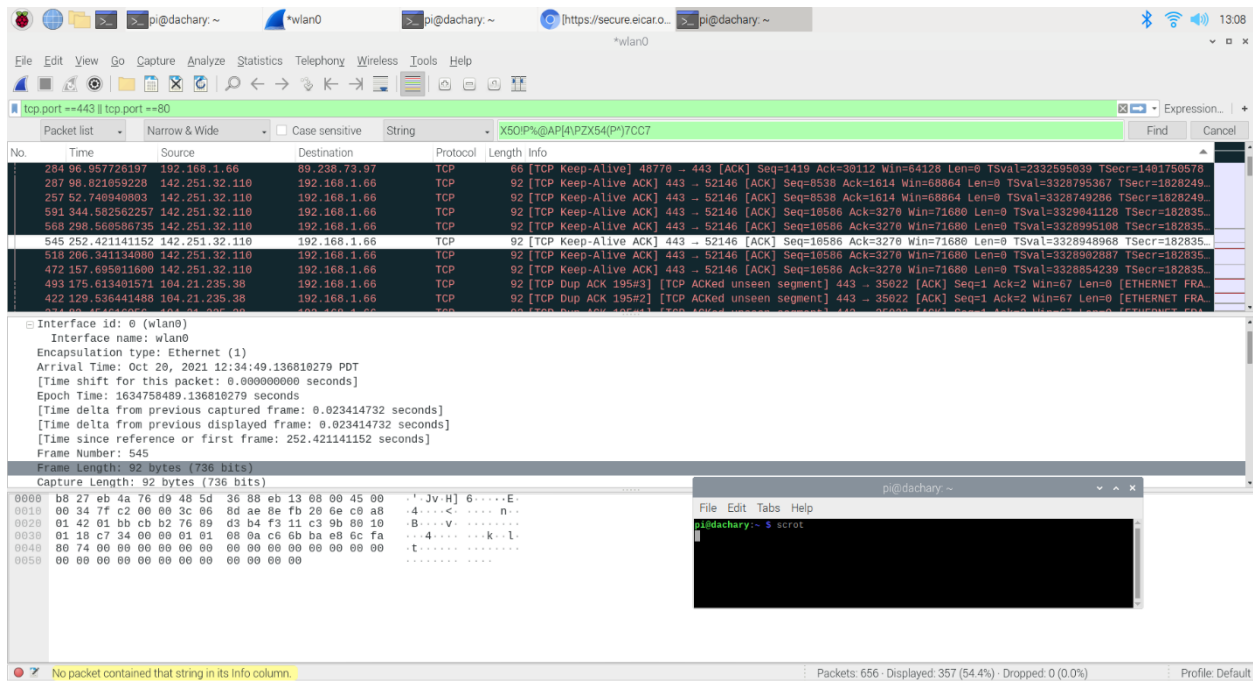 pi@dachary: ~ *wlan0 pi@dachary: ~ [https://secure.eicar.o... pi@dachary: ~ 13:08
*wlan0
File Edit View Go Capture Analyze Statistics Telephony Wireless Tools Help
tcp.port ==443 || tcp.port ==80 Expression... +
Packet list Narrow & Wide Case sensitive String X5O!P%@AP[4\PZX54(P^)7CC7 Find Cancel
No. Time Source Destination Protocol Length Info
284 96.957726197 192.168.1.66 89.238.73.97 TCP 66 [TCP Keep-Alive] 48770 → 443 [ACK] Seq=1419 Ack=30112 Win=64128 Len=0 TSval=2332595039 TSecr=1401750578
287 98.821059228 142.251.32.110 192.168.1.66 TCP 92 [TCP Keep-Alive ACK] 443 → 52146 [ACK] Seq=8538 Ack=1614 Win=68864 Len=0 TSval=3328795367 TSecr=1828249…
257 52.740940803 142.251.32.110 192.168.1.66 TCP 92 [TCP Keep-Alive ACK] 443 → 52146 [ACK] Seq=8538 Ack=1614 Win=68864 Len=0 TSval=3328749286 TSecr=1828249…
591 344.582562257 142.251.32.110 192.168.1.66 TCP 92 [TCP Keep-Alive ACK] 443 → 52146 [ACK] Seq=10586 Ack=3270 Win=71680 Len=0 TSval=3329041128 TSecr=182835…
568 298.560586735 142.251.32.110 192.168.1.66 TCP 92 [TCP Keep-Alive ACK] 443 → 52146 [ACK] Seq=10586 Ack=3270 Win=71680 Len=0 TSval=3328995108 TSecr=182835…
545 252.421141152 142.251.32.110 192.168.1.66 TCP 92 [TCP Keep-Alive ACK] 443 → 52146 [ACK] Seq=10586 Ack=3270 Win=71680 Len=0 TSval=3328948968 TSecr=182835…
518 206.341134080 142.251.32.110 192.168.1.66 TCP 92 [TCP Keep-Alive ACK] 443 → 52146 [ACK] Seq=10586 Ack=3270 Win=71680 Len=0 TSval=3328902887 TSecr=182835…
472 157.695011600 142.251.32.110 192.168.1.66 TCP 92 [TCP Keep-Alive ACK] 443 → 52146 [ACK] Seq=10586 Ack=3270 Win=71680 Len=0 TSval=3328854239 TSecr=182835…
493 175.613401571 104.21.235.38 192.168.1.66 TCP 92 [TCP Dup ACK 195#3] [TCP ACKed unseen segment] 443 → 35022 [ACK] Seq=1 Ack=2 Win=67 Len=0 [ETHERNET FRA…
422 129.536441488 104.21.235.38 192.168.1.66 TCP 92 [TCP Dup ACK 195#2] [TCP ACKed unseen segment] 443 → 35022 [ACK] Seq=1 Ack=2 Win=67 Len=0 [ETHERNET FRA…
Interface id: 0 (wlan0)
Interface name: wlan0
Encapsulation type: Ethernet (1)
Arrival Time: Oct 20, 2021 12:34:49.136810279 PDT
[Time shift for this packet: 0.000000000 seconds]
Epoch Time: 1634758489.136810279 seconds
[Time delta from previous captured frame: 0.023414732 seconds]
[Time delta from previous displayed frame: 0.023414732 seconds]
[Time since reference or first frame: 252.421141152 seconds]
Frame Number: 545
Frame Length: 92 bytes (736 bits)
Capture Length: 92 bytes (736 bits)
0000 b8 27 eb 4a 76 d9 48 5d 36 88 eb 13 08 00 45 00 ·'·Jv·H] 6·····E·
0010 00 34 7f c2 00 00 3c 06 8d ae 8e fb 20 6e c0 a8 ·4····<· ···· n··
0020 01 42 01 bb cb b2 76 89 d3 b4 f3 11 c3 9b 80 10 ·B····v· ········
0030 01 18 c7 34 00 00 01 01 08 0a c6 6b ba e8 6c fa ···4···· ···k··l·
0040 80 74 00 00 00 00 00 00 00 00 00 00 00 00 00 00 ·t······ ········
0050 00 00 00 00 00 00 00 00 00 00 00 00 ········ ····
pi@dachary: ~
File Edit Tabs Help
pi@dachary:~ $ scrot
No packet contained that string in its Info column. Packets: 656 · Displayed: 357 (54.4%) · Dropped: 0 (0.0%) Profile: Default